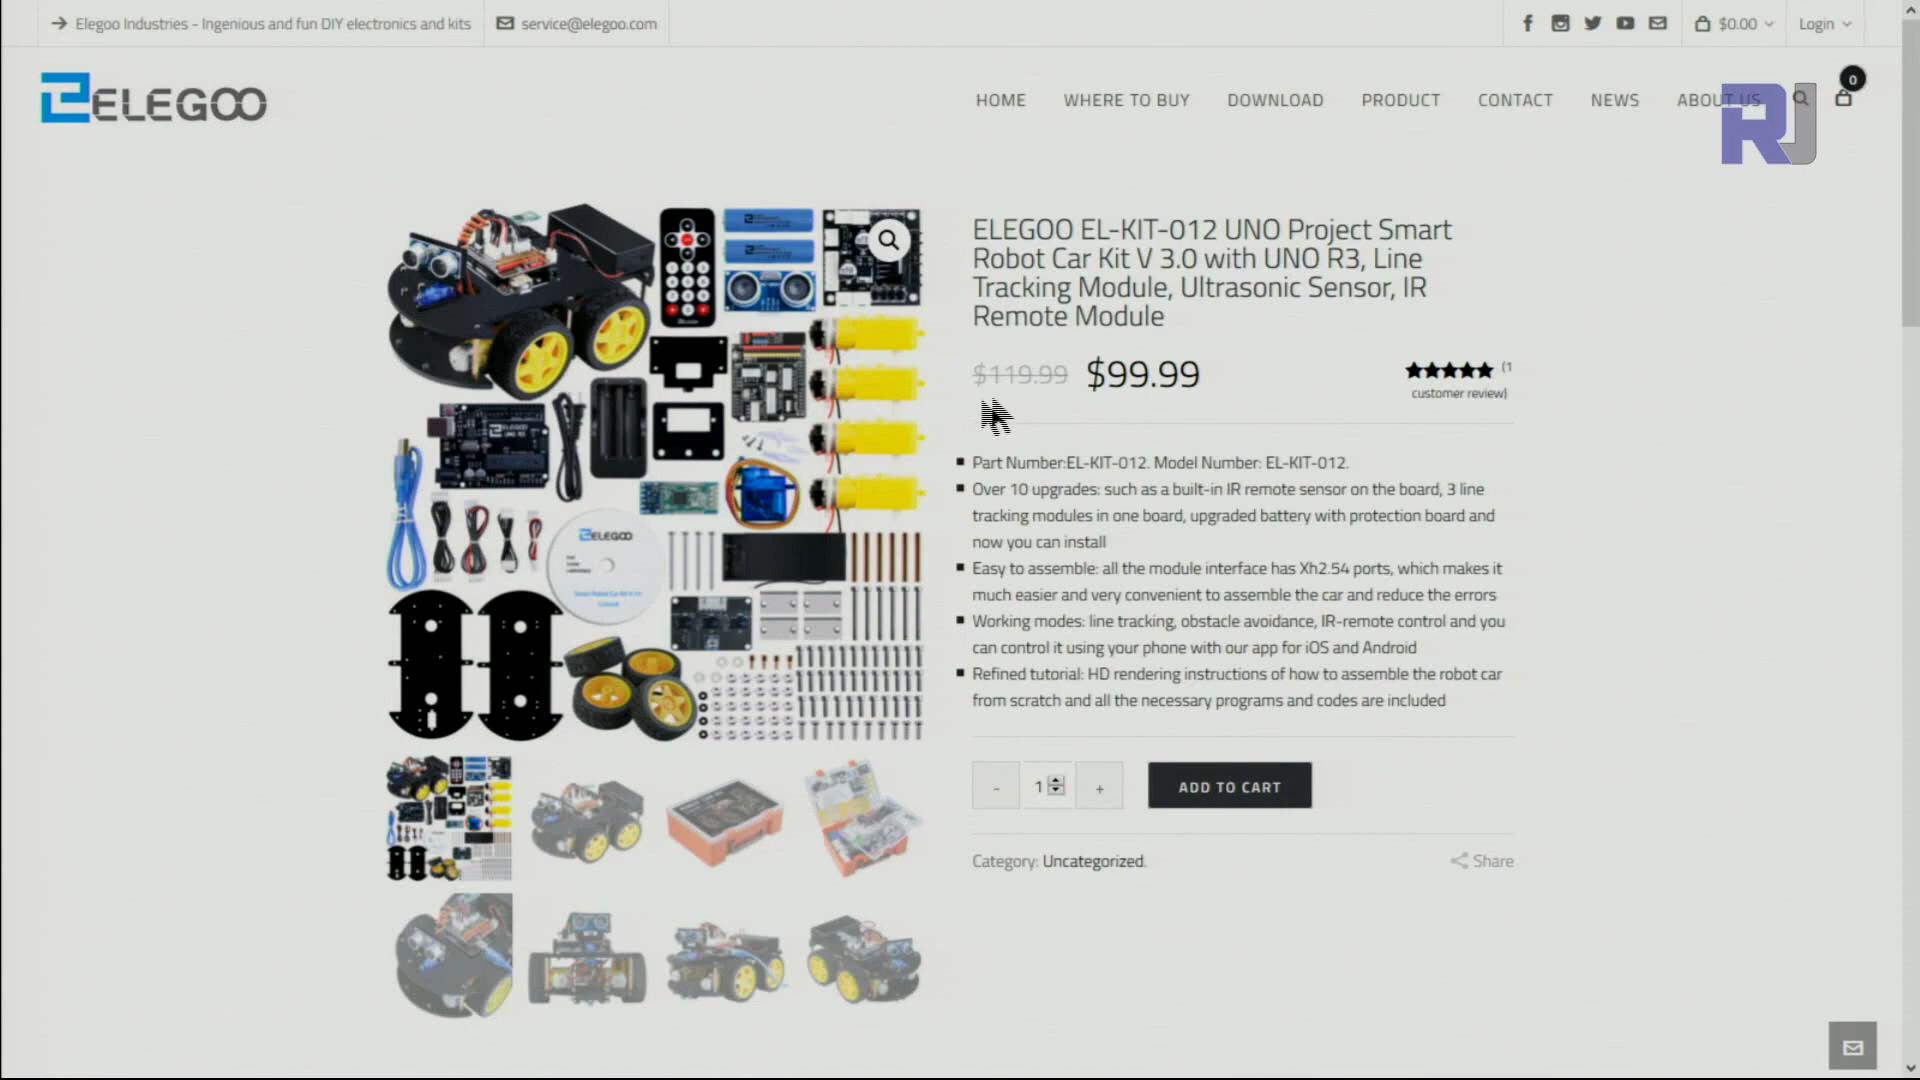 Elegoo Industries - Ingenious and fun DIY electronics and kits
service@elegoo.com
$0.00
Login
ELEGOO
HOME
WHERE TO BUY
DOWNLOAD
PRODUCT
CONTACT
NEWS
ABOUT US
0
RJ
ELEGOO EL-KIT-012 UNO Project Smart
Robot Car Kit V 3.0 with UNO R3, Line
Tracking Module, Ultrasonic Sensor, IR
Remote Module
$119.99 $99.99
(1
customer review)
Part Number:EL-KIT-012. Model Number: EL-KIT-012.
Over 10 upgrades: such as a built-in IR remote sensor on the board, 3 line
tracking modules in one board, upgraded battery with protection board and
now you can install
Easy to assemble: all the module interface has Xh2.54 ports, which makes it
much easier and very convenient to assemble the car and reduce the errors
Working modes: line tracking, obstacle avoidance, IR-remote control and you
can control it using your phone with our app for iOS and Android
Refined tutorial: HD rendering instructions of how to assemble the robot car
from scratch and all the necessary programs and codes are included
ELEGOO
- 1 +
ADD TO CART
Category: Uncategorized.
Share